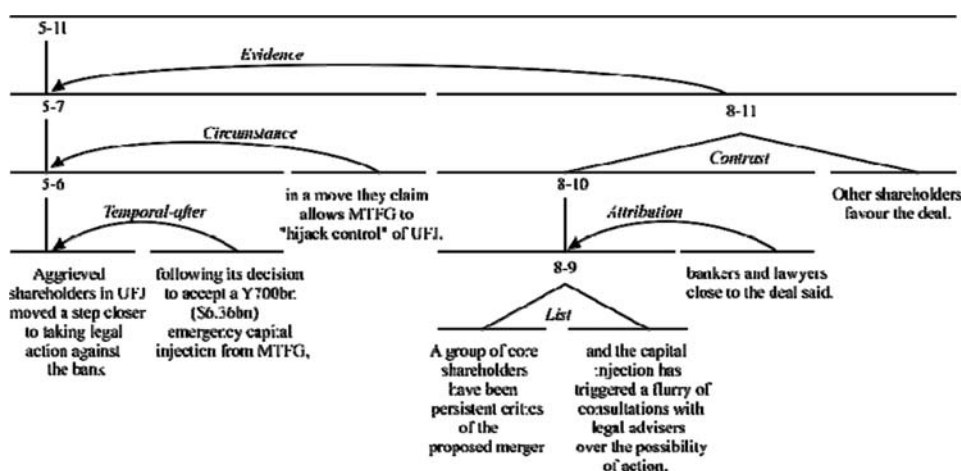 5-11
Evidence
5-7
8-11
Circumstance
Contrast
5-6
in a move they claim
allows MTFG to
"hijack control" of UFJ.
8-10
Other shareholders
favour the deal.
Temporal-after
Attribution
Aggrieved
shareholders in UFJ
moved a step closer
to taking legal
action against
the bank
following its decision
to accept a Y700bn
($6.36bn)
emergency capital
injection from MTFG,
8-9
bankers and lawyers
close to the deal said.
List
A group of core
shareholders
have been
persistent critics
of the
proposed merger
and the capital
injection has
triggered a flurry of
consultations with
legal advisers
over the possibility
of action.